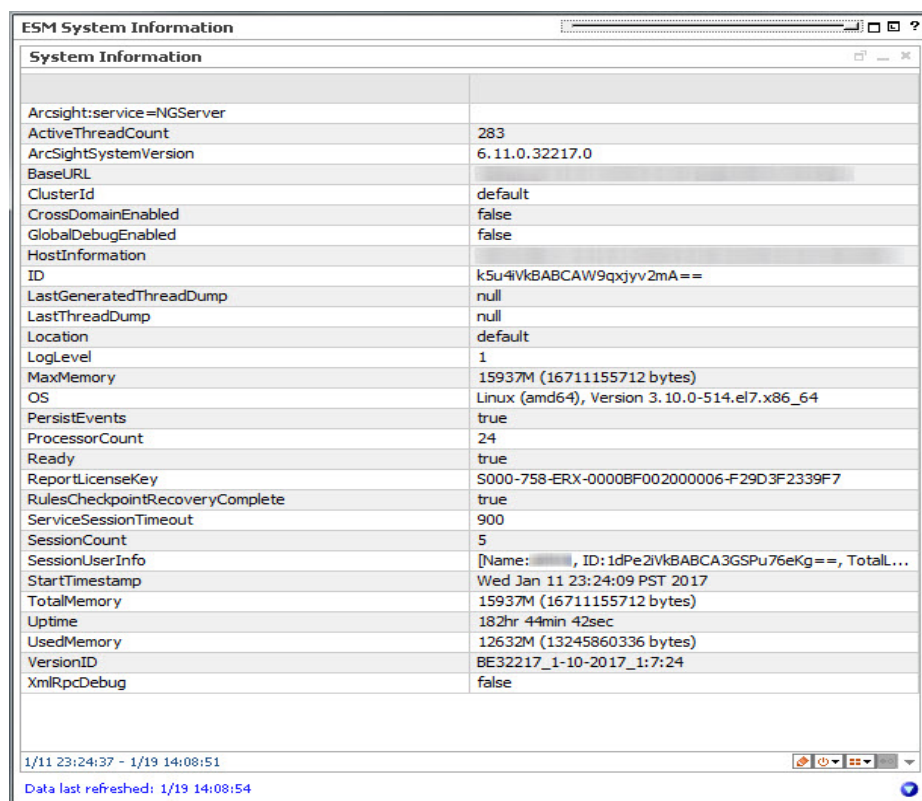 ESM System Information ?
System Information
Arcsight:service=NGServer
ActiveThreadCount 283
ArcSightSystemVersion 6.11.0.32217.0
BaseURL
ClusterId default
CrossDomainEnabled false
GlobalDebugEnabled false
HostInformation
ID k5u4iVkBABCAW9qxjyv2mA==
LastGeneratedThreadDump null
LastThreadDump null
Location default
LogLevel 1
MaxMemory 15937M (16711155712 bytes)
OS Linux (amd64), Version 3.10.0-514.el7.x86_64
PersistEvents true
ProcessorCount 24
Ready true
ReportLicenseKey S000-758-ERX-0000BF002000006-F29D3F2339F7
RulesCheckpointRecoveryComplete true
ServiceSessionTimeout 900
SessionCount 5
SessionUserInfo [Name: , ID:1dPe2iVkBABCA3GSPu76eKg==, TotalL...
StartTimestamp Wed Jan 11 23:24:09 PST 2017
TotalMemory 15937M (16711155712 bytes)
Uptime 182hr 44min 42sec
UsedMemory 12632M (13245860336 bytes)
VersionID BE32217_1-10-2017_1:7:24
XmlRpcDebug false
1/11 23:24:37 - 1/19 14:08:51
Data last refreshed: 1/19 14:08:54